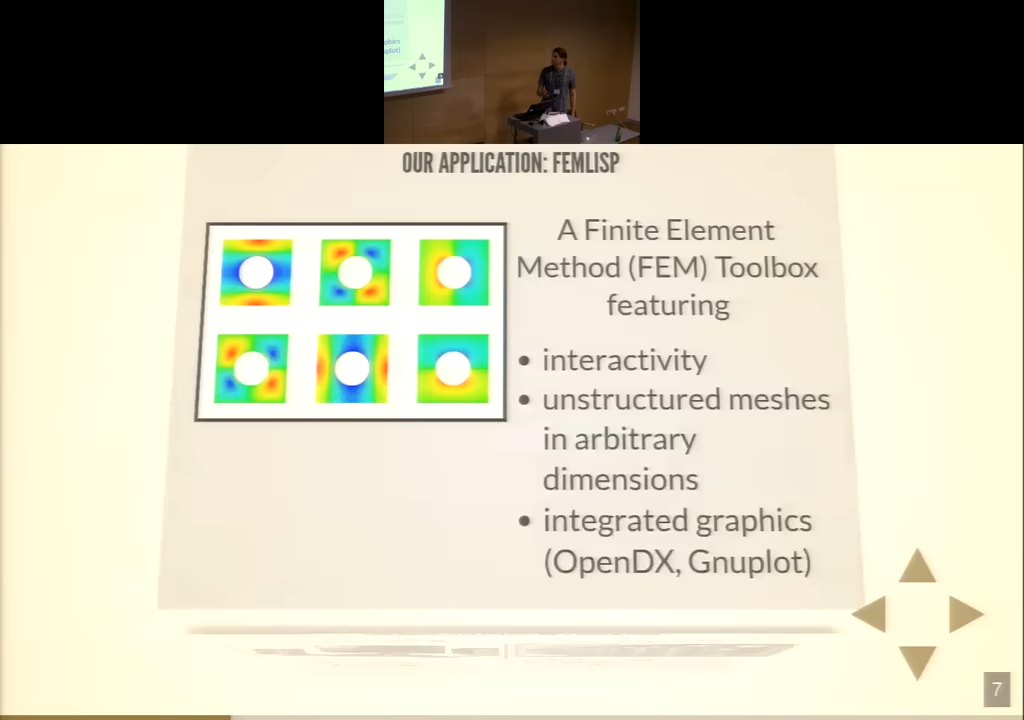 OUR APPLICATION: FEMLISP
A Finite Element
Method (FEM) Toolbox
featuring
• interactivity
• unstructured meshes
in arbitrary
dimensions
• integrated graphics
(OpenDX, Gnuplot)
7